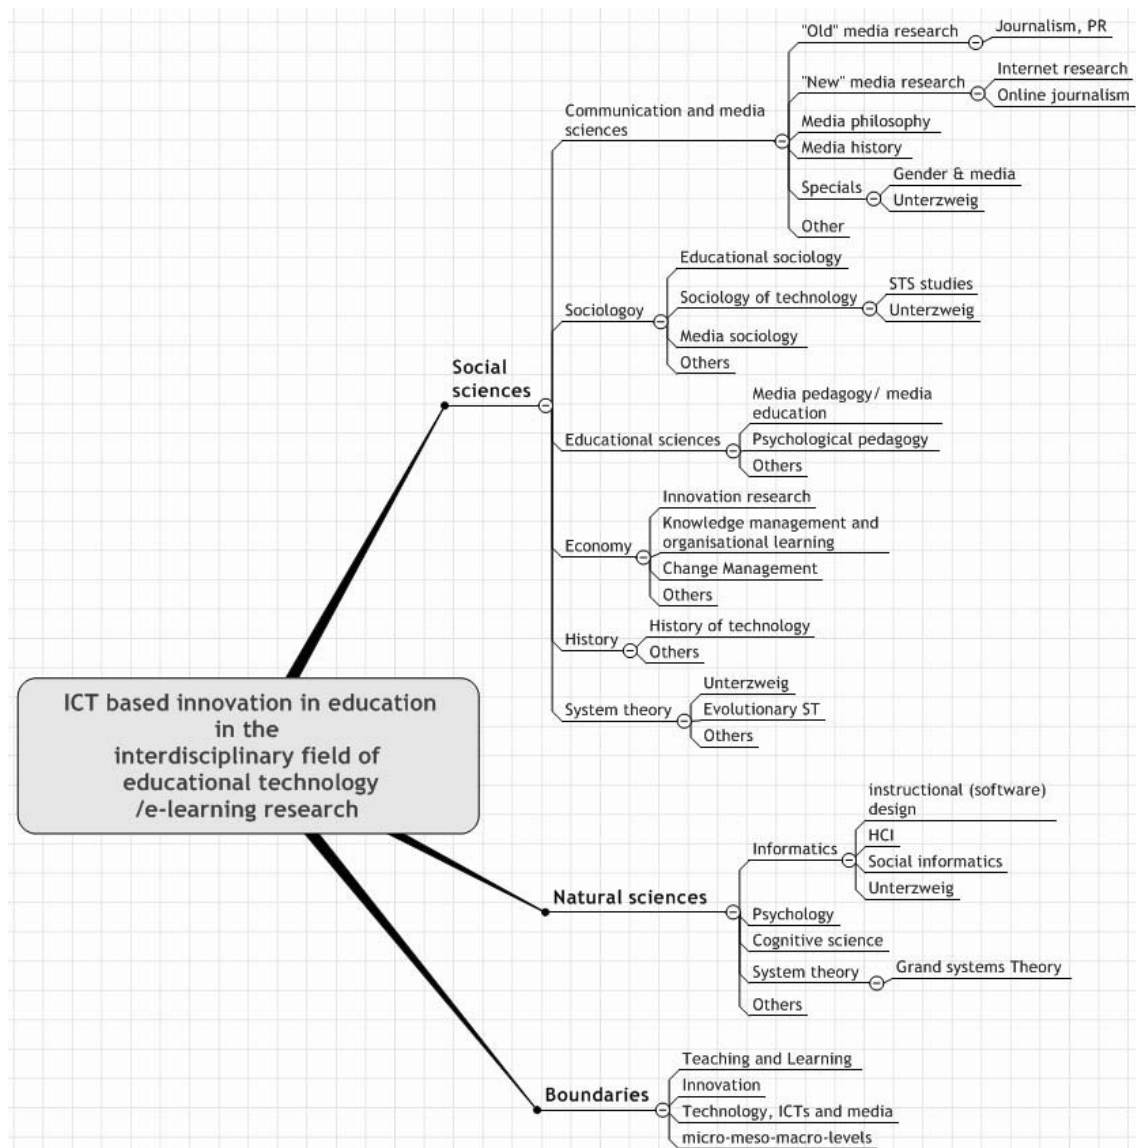 "Old" media research
Journalism, PR
"New" media research
Internet research
Online journalism
Communication and media
sciences
Media philosophy
Media history
Specials
Gender & media
Unterzweig
Other
Sociologoy
Educational sociology
Sociology of technology
STS studies
Unterzweig
Media sociology
Others
Social
sciences
Educational sciences
Media pedagogy/ media
education
Psychological pedagogy
Others
Economy
Innovation research
Knowledge management and
organisational learning
Change Management
Others
History
History of technology
Others
System theory
Unterzweig
Evolutionary ST
Others
ICT based innovation in education
in the
interdisciplinary field of
educational technology
/e-learning research
Natural sciences
Informatics
instructional (software)
design
HCI
Social informatics
Unterzweig
Psychology
Cognitive science
System theory
Grand systems Theory
Others
Boundaries
Teaching and Learning
Innovation
Technology, ICTs and media
micro-meso-macro-levels